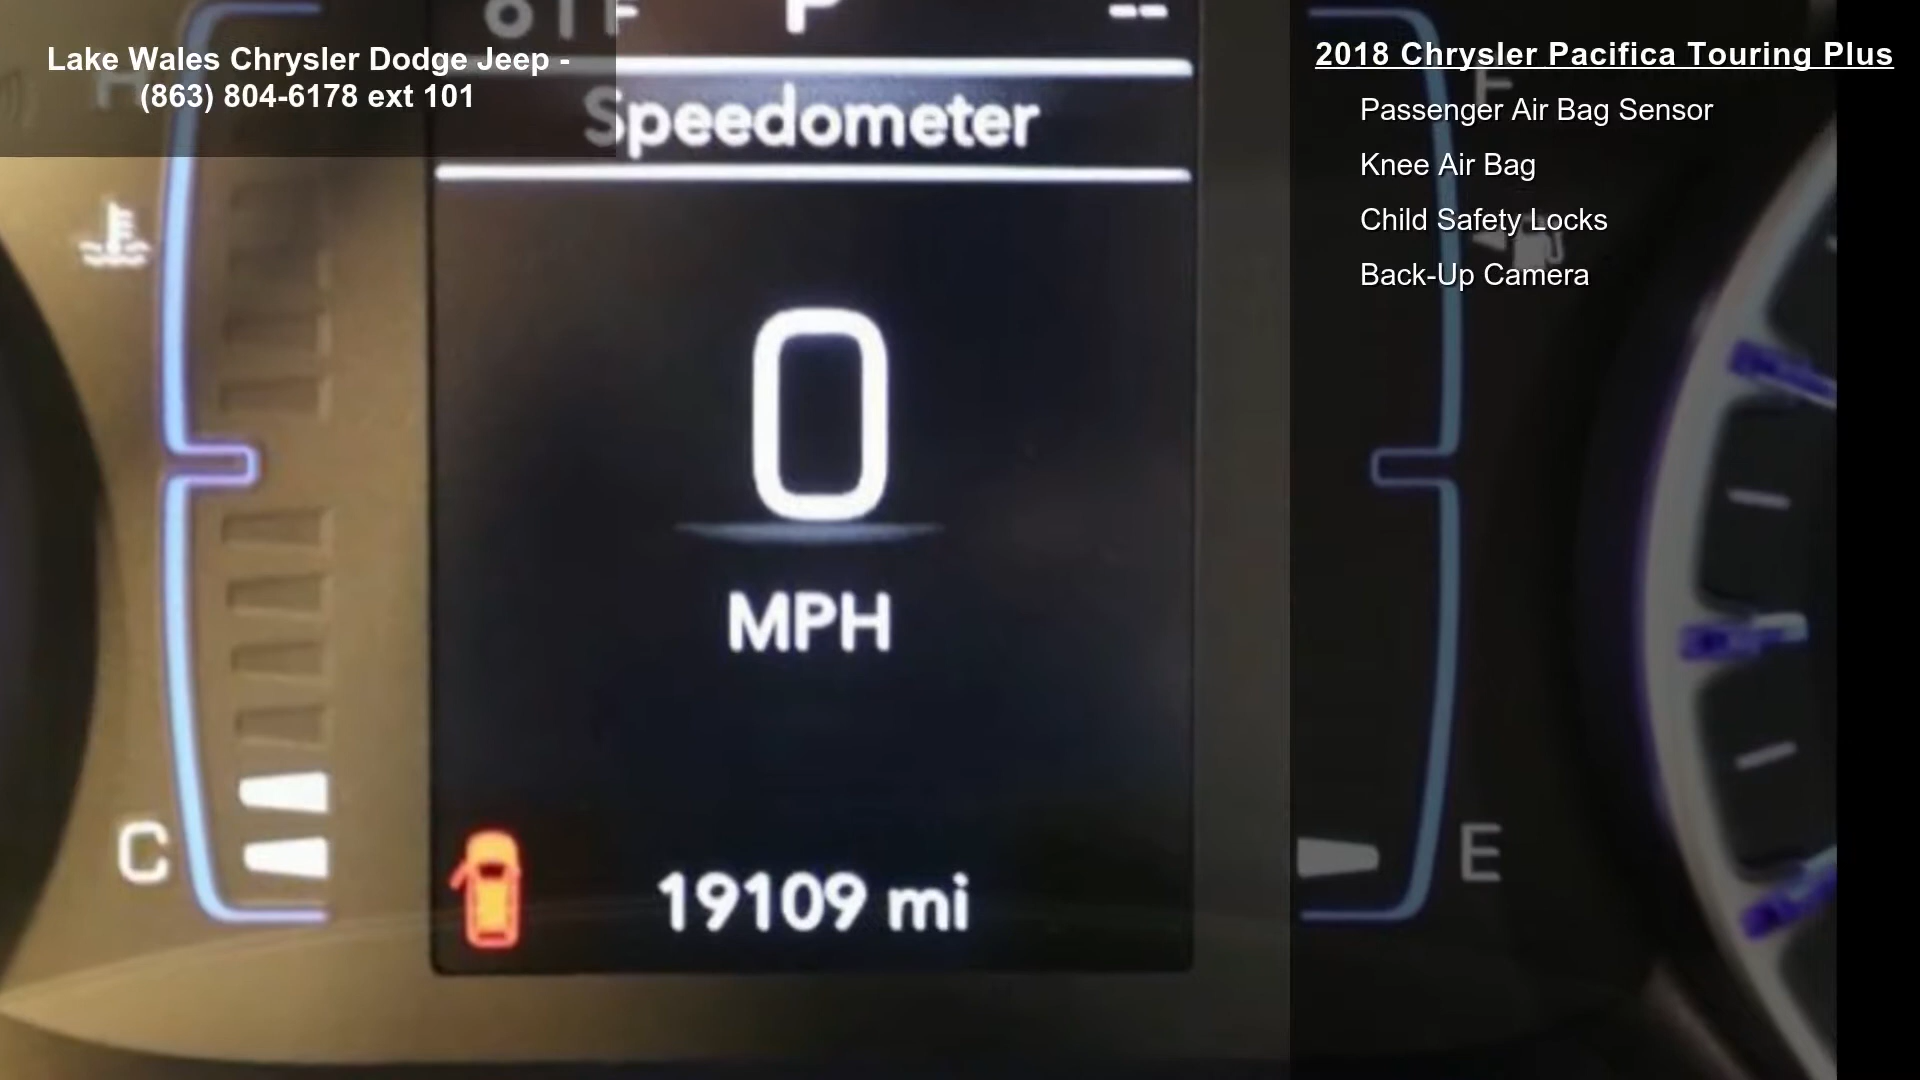 Lake Wales Chrysler Dodge Jeep -
(863) 804-6178 ext 101
2018 Chrysler Pacifica Touring Plus
Passenger Air Bag Sensor
Knee Air Bag
Child Safety Locks
Back-Up Camera
P --
Speedometer
H
F
0
MPH
C
E
19109 mi